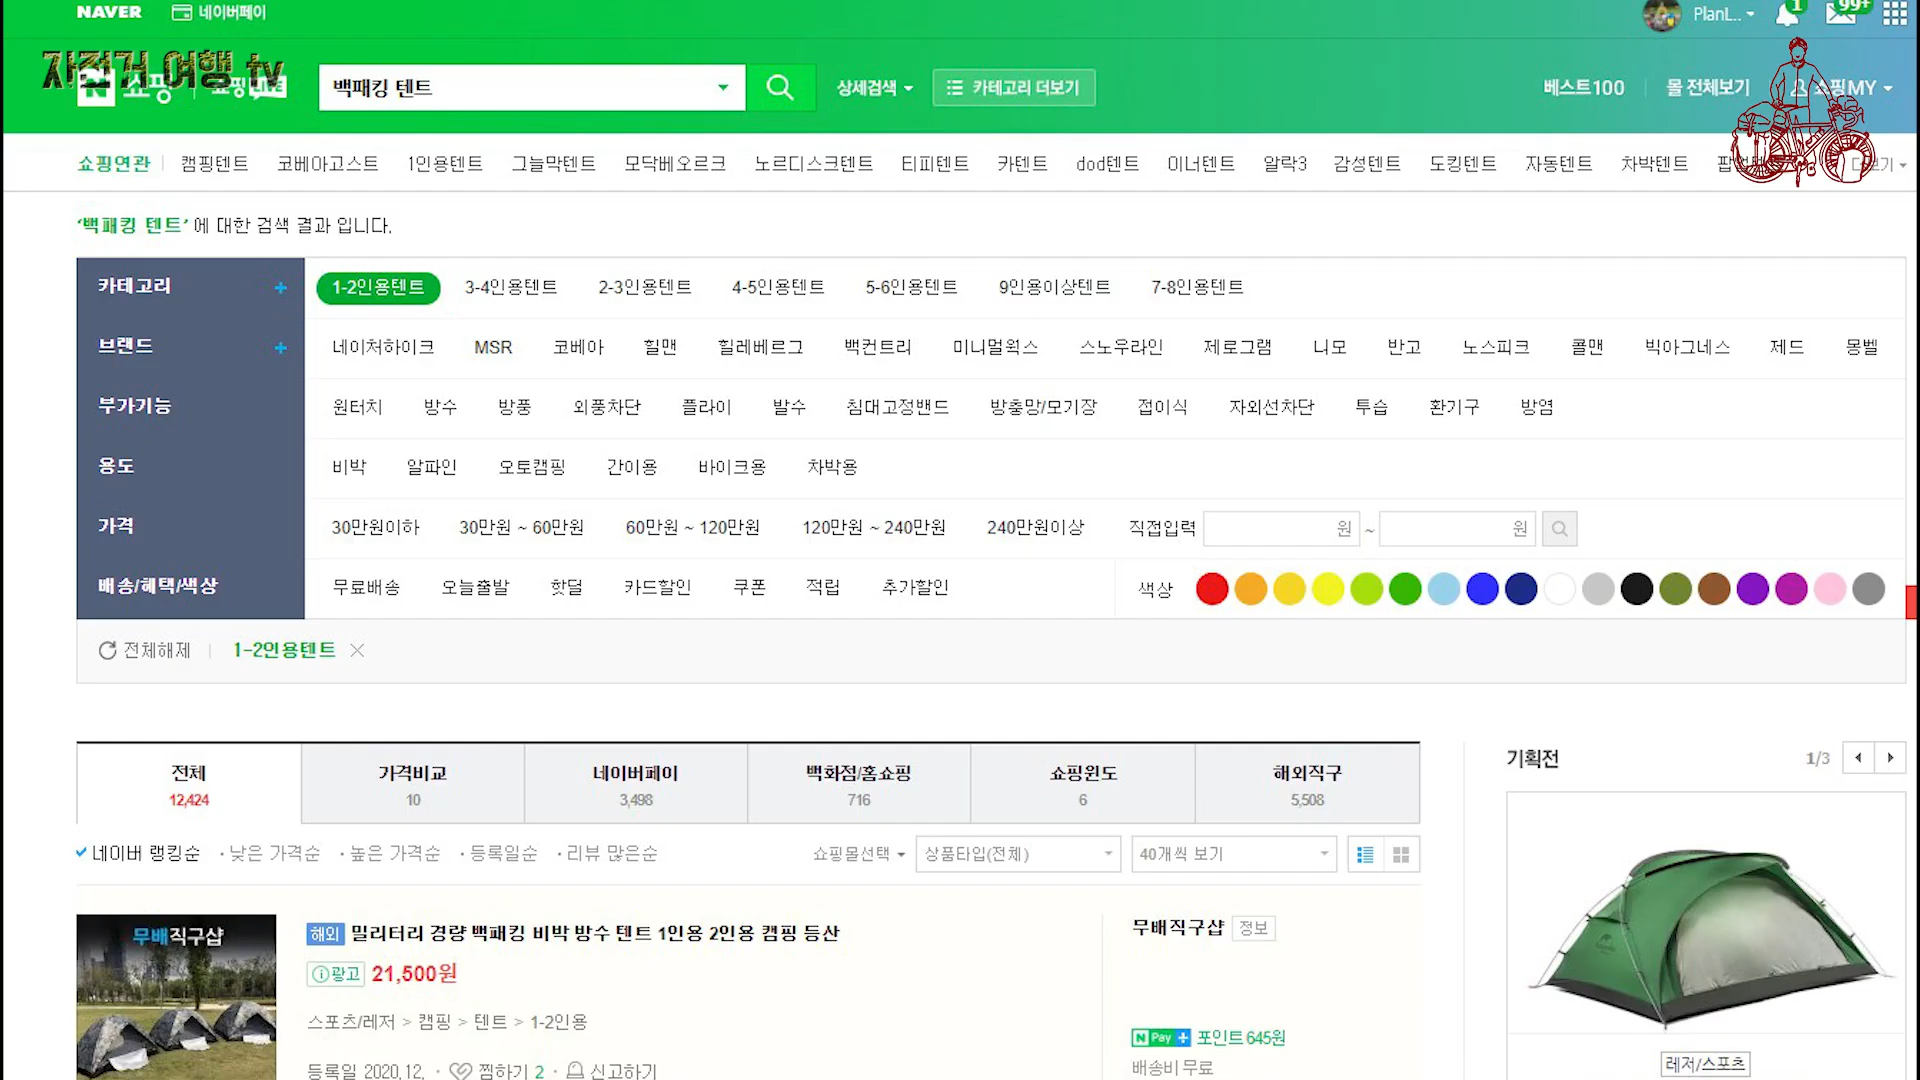 NAVER 네이버페이
PlanL... 1 99+
자전거 여행 tv
N 쇼핑 쇼핑LIVE
백패킹 텐트
상세검색
카테고리 더보기
베스트100 몰 전체보기 쇼핑MY
쇼핑연관 캠핑텐트 코베아고스트 1인용텐트 그늘막텐트 모닥베오르크 노르디스크텐트 티피텐트 카텐트 dod텐트 이너텐트 알락3 감성텐트 도킹텐트 자동텐트 차박텐트 더보기
'백패킹 텐트' 에 대한 검색 결과 입니다.
카테고리 + 1-2인용텐트 3-4인용텐트 2-3인용텐트 4-5인용텐트 5-6인용텐트 9인용이상텐트 7-8인용텐트
브랜드 + 네이처하이크 MSR 코베아 힐맨 힐레베르그 백컨트리 미니멀웍스 스노우라인 제로그램 니모 반고 노스피크 콜맨 빅아그네스 제드 몽벨
부가기능 원터치 방수 방풍 외풍차단 플라이 발수 침대고정밴드 방충망/모기장 접이식 자외선차단 투습 환기구 방염
용도 비박 알파인 오토캠핑 간이용 바이크용 차박용
가격 30만원이하 30만원 ~ 60만원 60만원 ~ 120만원 120만원 ~ 240만원 240만원이상 직접입력 원 ~ 원
배송/혜택/색상 무료배송 오늘출발 핫딜 카드할인 쿠폰 적립 추가할인 색상
전체해제 1-2인용텐트
전체 가격비교 네이버페이 백화점/홈쇼핑 쇼핑윈도 해외직구
12,424 10 3,498 716 6 5,508
기획전 1/3
네이버 랭킹순 · 낮은 가격순 · 높은 가격순 · 등록일순 · 리뷰 많은순 쇼핑몰선택 상품타입(전체) 40개씩 보기
무배직구샵
해외 밀리터리 경량 백패킹 비박 방수 텐트 1인용 2인용 캠핑 등산
광고 21,500원
스포츠/레저 > 캠핑 > 텐트 > 1-2인용
등록일 2020.12. · 찜하기 2 · 신고하기
무배직구샵 정보
N Pay + 포인트 645원
배송비 무료
레저/스포츠